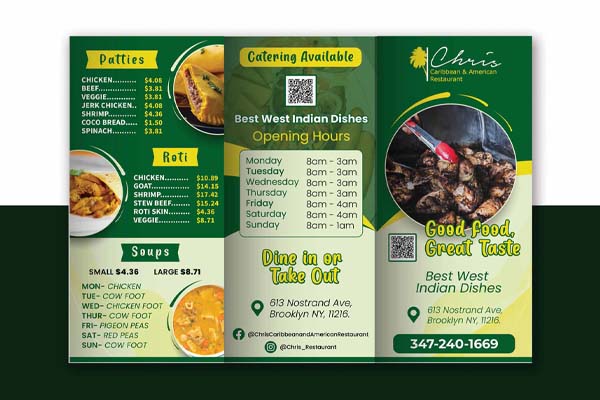 Patties
CHICKEN.......... $4.08
BEEF................ $3.81
VEGGIE............ $3.81
JERK CHICKEN.. $4.08
SHRIMP............ $4.36
COCO BREAD..... $1.50
SPINACH.......... $3.81
Roti
CHICKEN.............. $10.89
GOAT.................... $14.15
SHRIMP................ $17.42
STEW BEEF.......... $15.24
ROTI SKIN............ $4.36
VEGGIE................ $8.71
Soups
SMALL $4.36 LARGE $8.71
MON- CHICKEN
TUE- COW FOOT
WED- CHICKEN FOOT
THUR- COW FOOT
FRI- PIGEON PEAS
SAT- RED PEAS
SUN- COW FOOT
Catering Available
Best West Indian Dishes
Opening Hours
Monday 8am - 3am
Tuesday 8am - 3am
Wednesday 8am - 3am
Thursday 8am - 3am
Friday 8am - 4am
Saturday 8am - 4am
Sunday 8am - 1am
Dine in or
Take Out
613 Nostrand Ave,
Brooklyn NY, 11216.
@ChrisCaribbeanandAmericanRestaurant
@Chris_Restaurant
Chris
Caribbean & American
Restaurant
Good Food,
Great Taste
Best West
Indian Dishes
613 Nostrand Ave,
Brooklyn NY, 11216.
347-240-1669